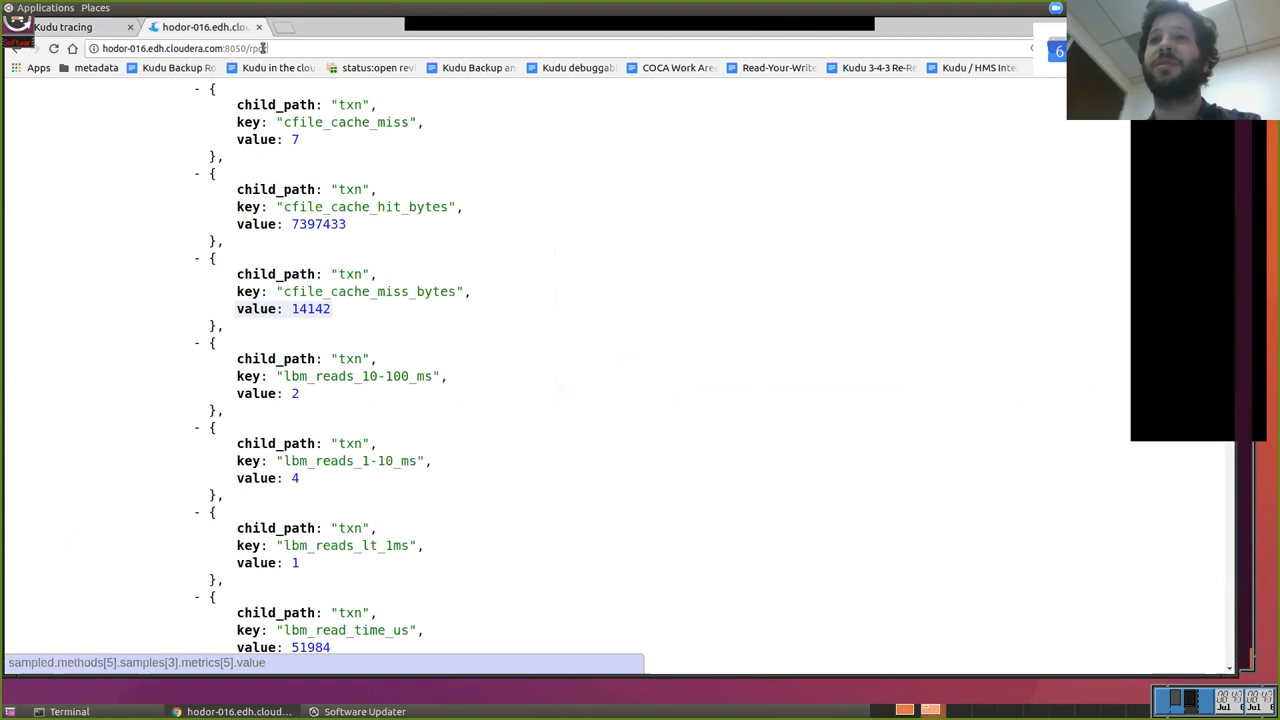 Applications Places
Kudu tracing ×
hodor-016.edh.cloudera.cou ×
hodor-016.edh.cloudera.com:8050/rpcz
Apps
metadata
Kudu Backup Ro
Kudu in the clou
status:open revi
Kudu Backup an
Kudu debuggabi
COCA Work Area
Read-Your-Write
Kudu 3-4-3 Re-Re
Kudu / HMS Inte
6
- {
child_path: "txn",
key: "cfile_cache_miss",
value: 7
},
- {
child_path: "txn",
key: "cfile_cache_hit_bytes",
value: 7397433
},
- {
child_path: "txn",
key: "cfile_cache_miss_bytes",
value: 14142
},
- {
child_path: "txn",
key: "lbm_reads_10-100_ms",
value: 2
},
- {
child_path: "txn",
key: "lbm_reads_1-10_ms",
value: 4
},
- {
child_path: "txn",
key: "lbm_reads_lt_1ms",
value: 1
},
- {
child_path: "txn",
key: "lbm_read_time_us",
value: 51984
sampled.methods[5].samples[3].metrics[5].value
Terminal
hodor-016.edh.cloud...
Software Updater